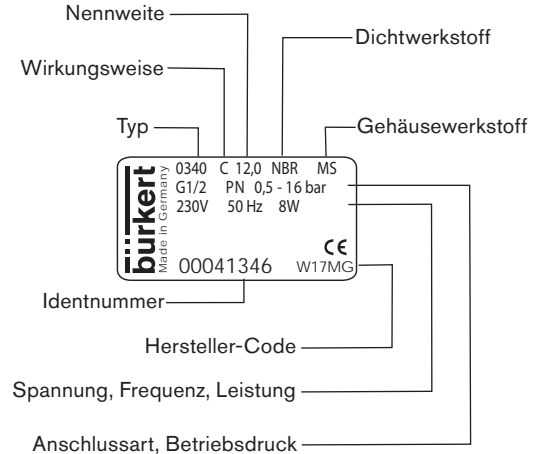 Nennweite
Dichtwerkstoff
Wirkungsweise
Typ
Gehäusewerkstoff
bürkert
Made in Germany
0340 C 12,0 NBR MS
G1/2 PN 0,5 - 16 bar
230V 50 Hz 8W
CE
00041346 W17MG
Identnummer
Hersteller-Code
Spannung, Frequenz, Leistung
Anschlussart, Betriebsdruck